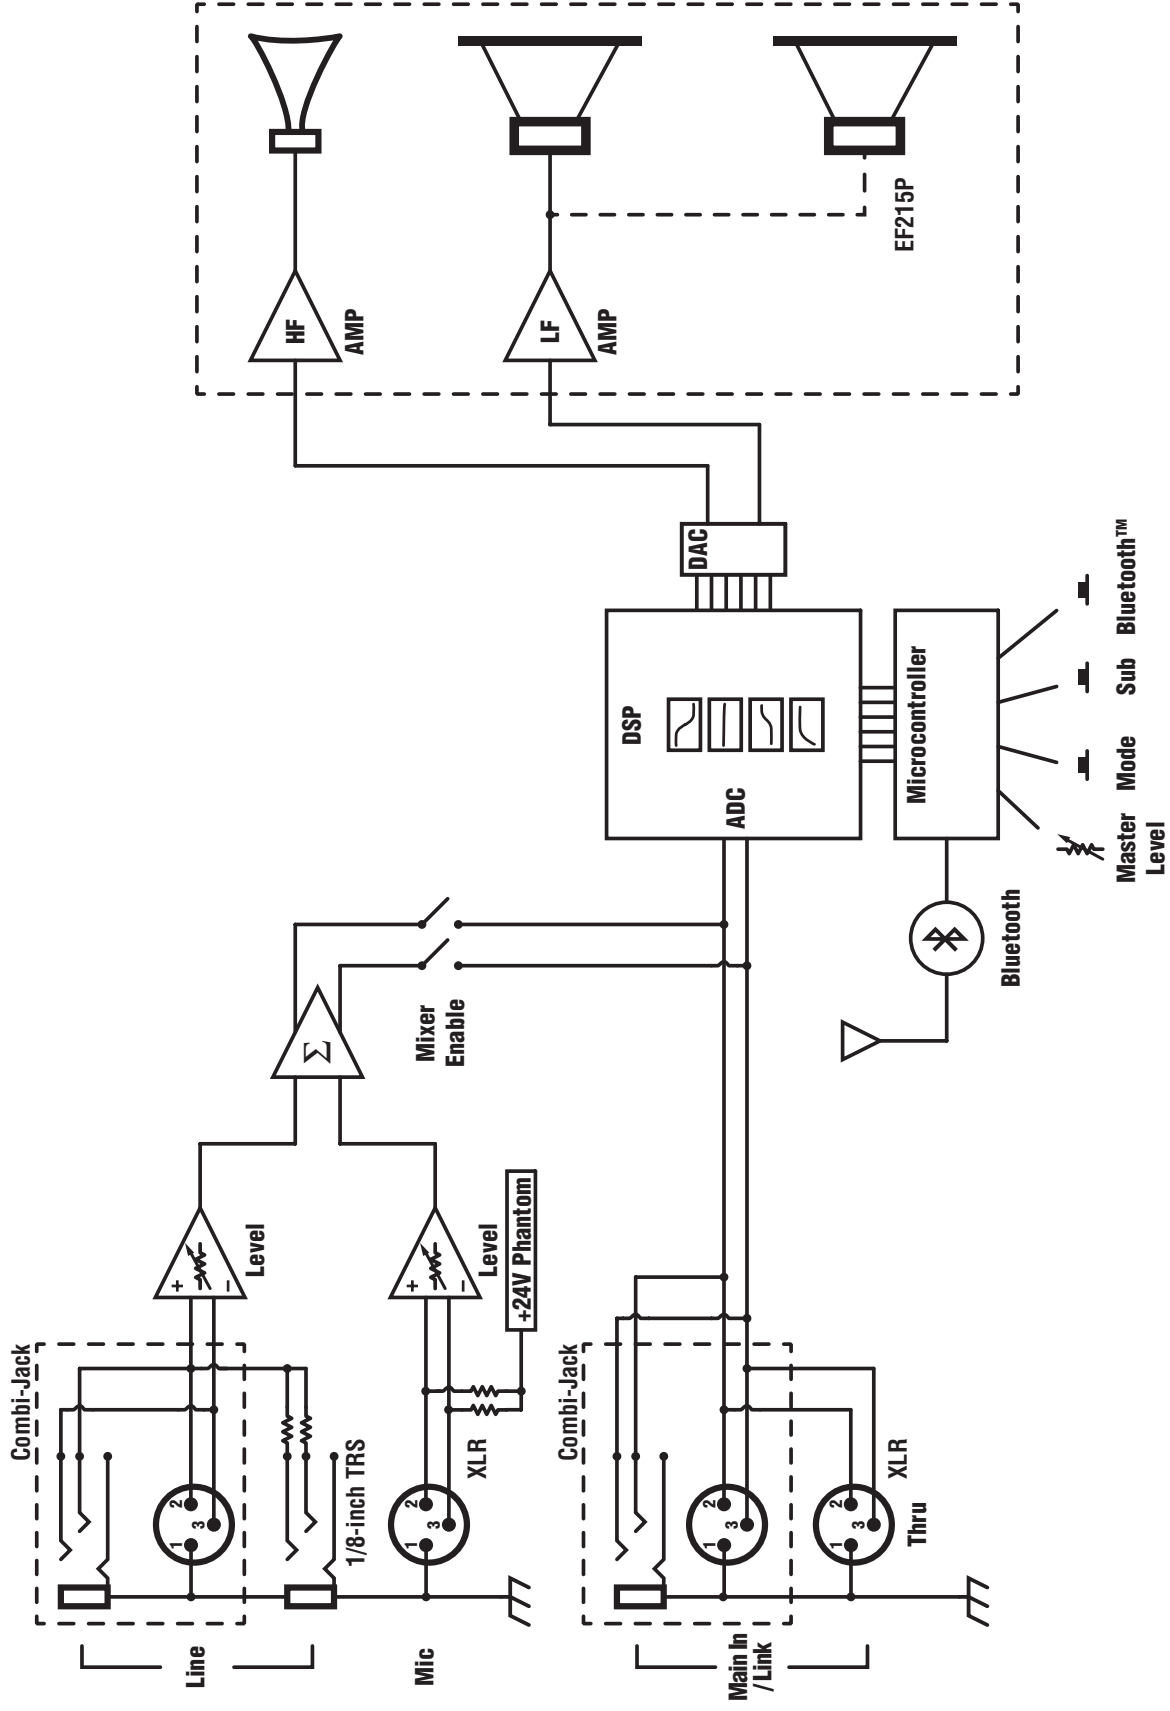 Combi-Jack
+
−
Level
2
3
1
1/8-inch TRS
Line
Σ
Mixer
Enable
+
−
Level
+24V Phantom
XLR
2
3
1
Mic
Combi-Jack
2
3
1
Main In
/ Link
XLR
2
3
1
Thru
ADC
DSP
DAC
Microcontroller
Bluetooth
Master
Level
Mode
Sub
Bluetooth™
HF
AMP
LF
AMP
EF215P